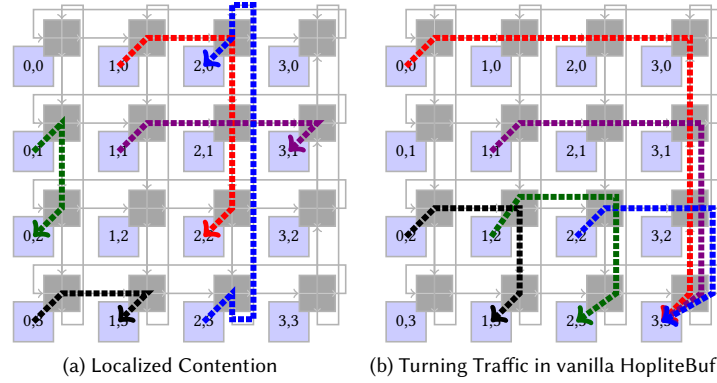 0,0 1,0 2,0 3,0
0,1 1,1 2,1 3,1
0,2 1,2 2,2 3,2
0,3 1,3 2,3 3,3
(a) Localized Contention
0,0 1,0 2,0 3,0
0,1 1,1 2,1 3,1
0,2 1,2 2,2 3,2
0,3 1,3 2,3
(b) Turning Traffic in vanilla HopliteBuf